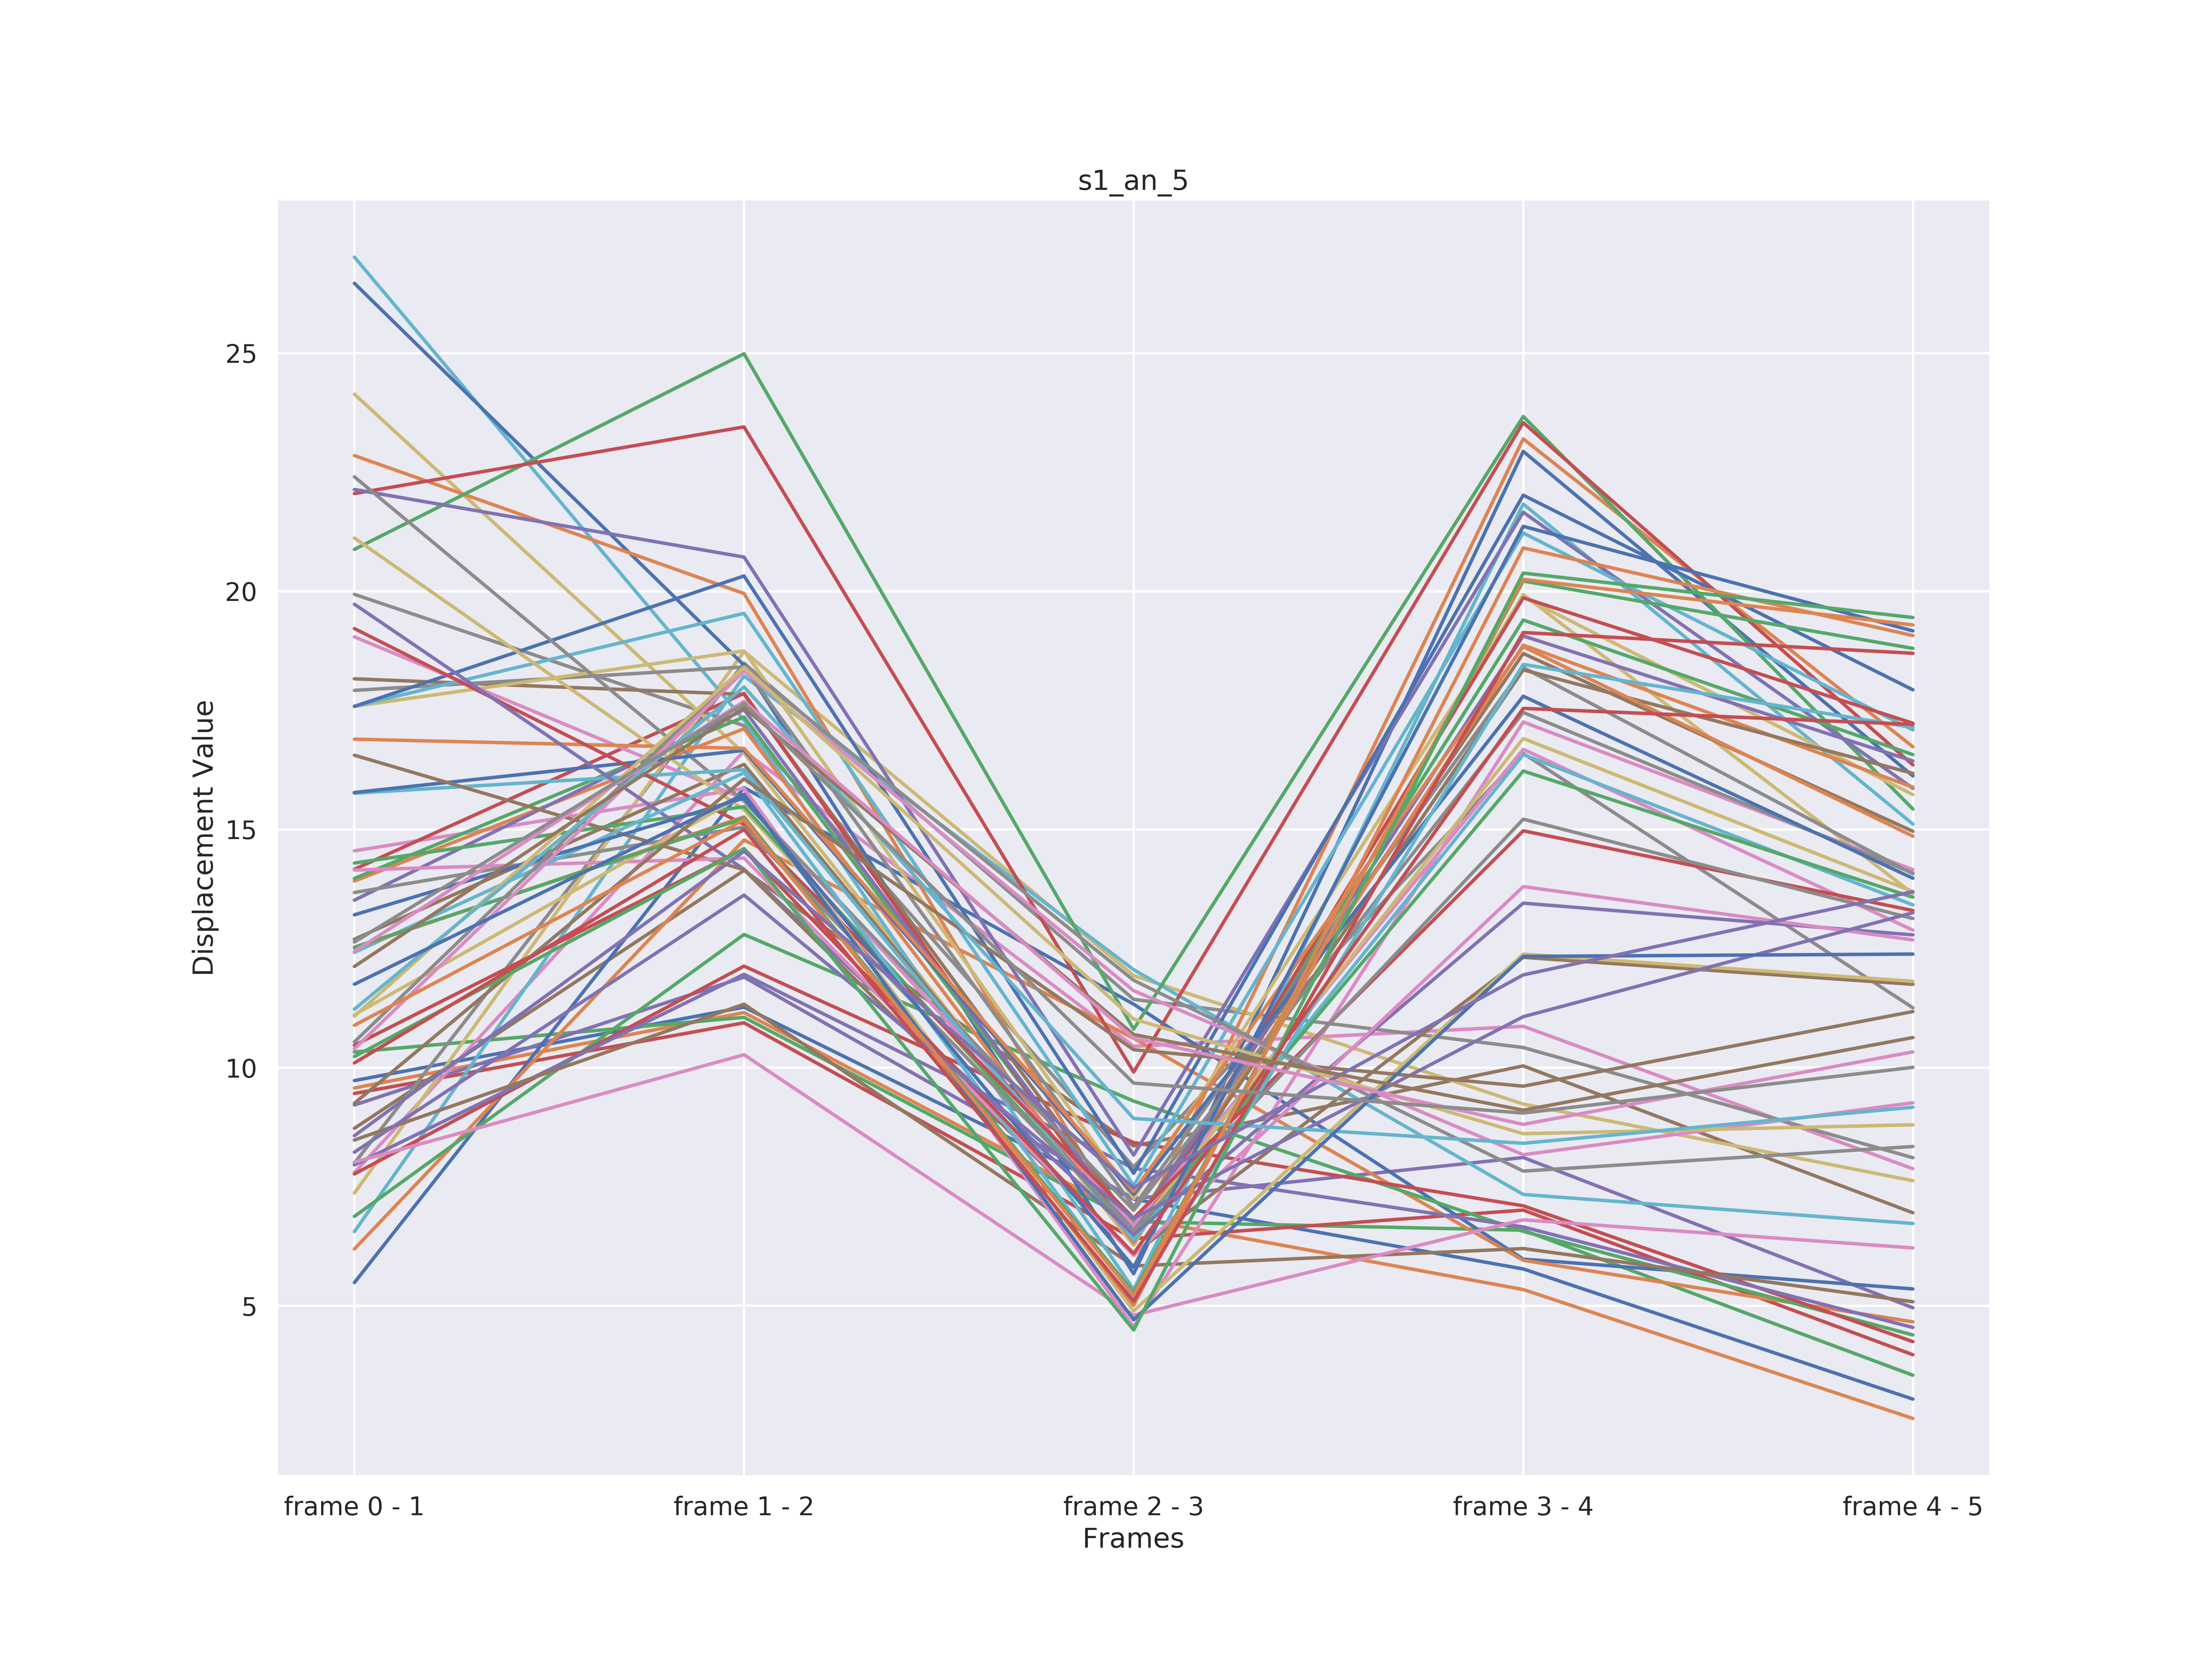 s1_an_5
Displacement Value
25
20
15
10
5
frame 0 - 1
frame 1 - 2
frame 2 - 3
frame 3 - 4
frame 4 - 5
Frames